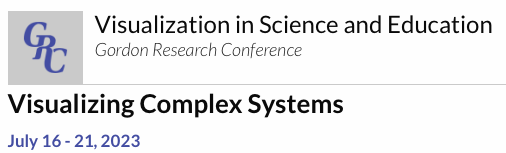 GRC
Visualization in Science and Education
Gordon Research Conference
Visualizing Complex Systems
July 16 - 21, 2023